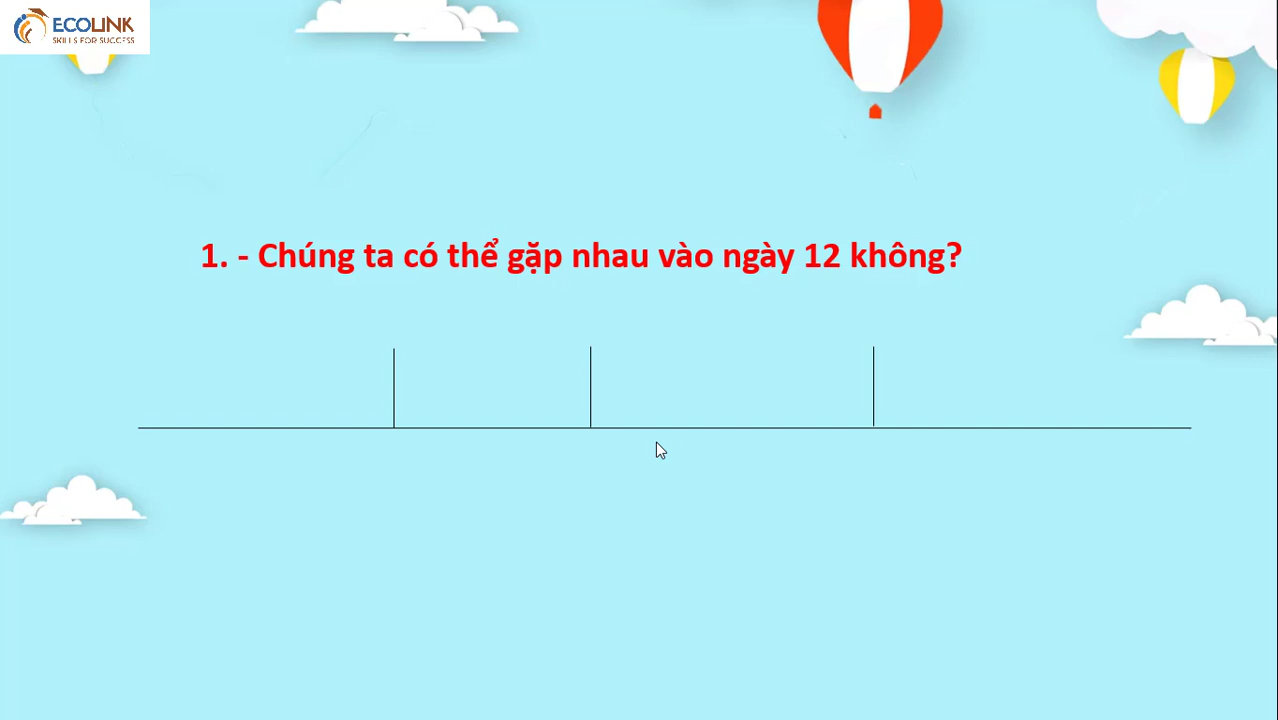 ECOLINK
SKILLS FOR SUCCESS
1. - Chúng ta có thể gặp nhau vào ngày 12 không?